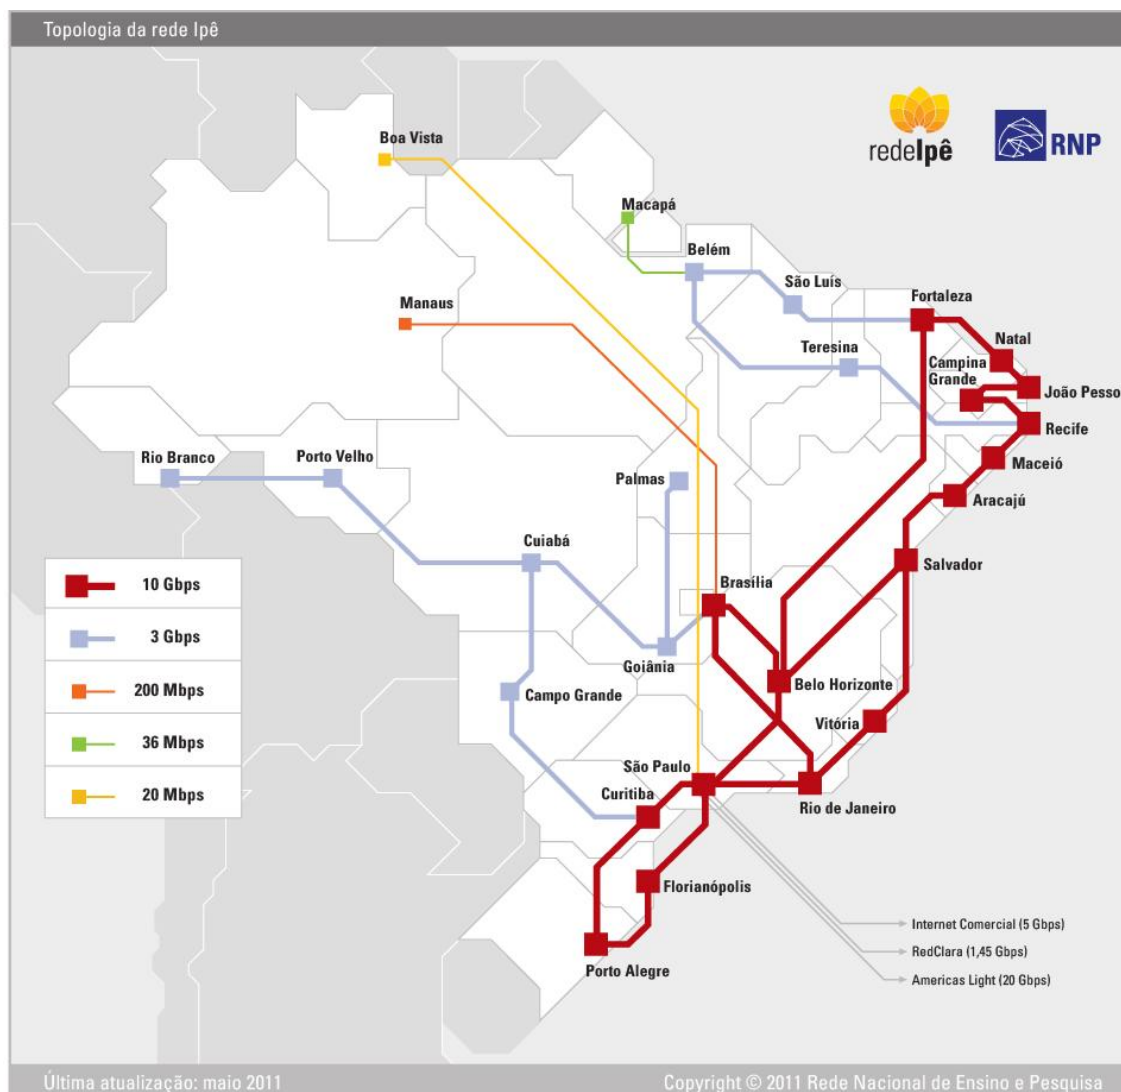 Topologia da rede Ipê
redeIpê
RNP
Boa Vista
Macapá
Belém
São Luís
Manaus
Fortaleza
Teresina
Natal
Campina
Grande
João Pesso
Recife
Rio Branco
Porto Velho
Palmas
Maceió
Aracajú
Cuiabá
Salvador
Brasília
10 Gbps
3 Gbps
200 Mbps
36 Mbps
20 Mbps
Goiânia
Campo Grande
Belo Horizonte
Vitória
São Paulo
Curitiba
Rio de Janeiro
Florianópolis
Porto Alegre
Internet Comercial (5 Gbps)
RedClara (1,45 Gbps)
Americas Light (20 Gbps)
Última atualização: maio 2011
Copyright © 2011 Rede Nacional de Ensino e Pesquisa